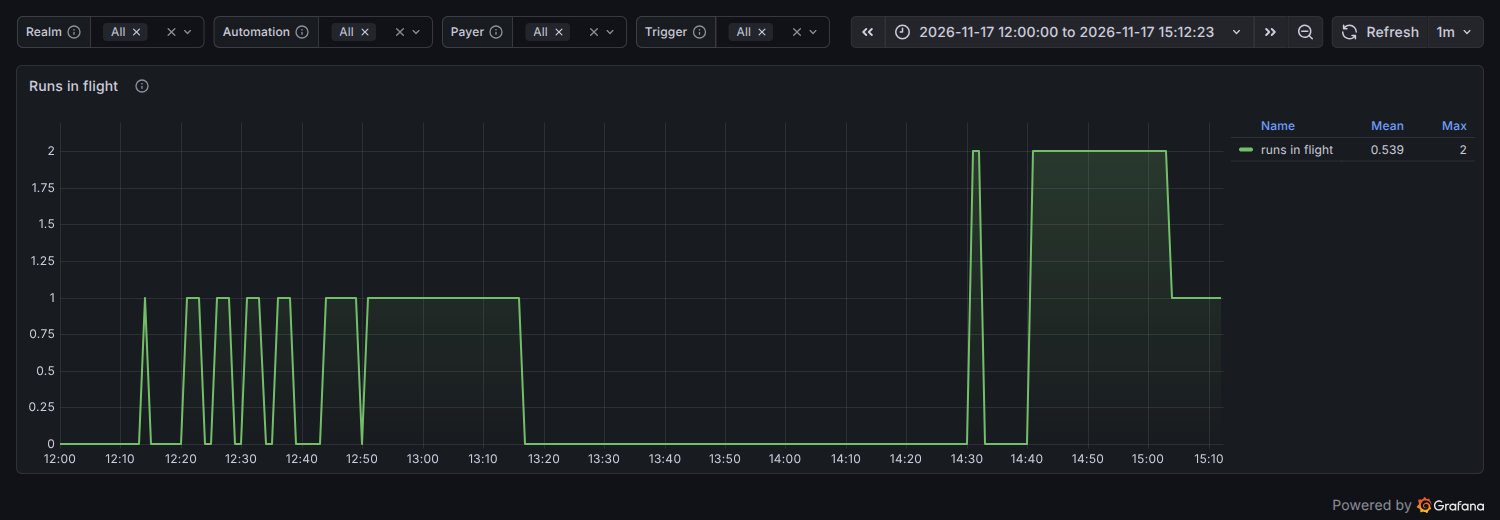 Realm All Automation All Payer All Trigger All 2026-11-17 12:00:00 to 2026-11-17 15:12:23 Refresh 1m
Runs in flight
Name Mean Max
runs in flight 0.539 2
2
1.75
1.5
1.25
1
0.75
0.5
0.25
0
12:00 12:10 12:20 12:30 12:40 12:50 13:00 13:10 13:20 13:30 13:40 13:50 14:00 14:10 14:20 14:30 14:40 14:50 15:00 15:10
Powered by Grafana